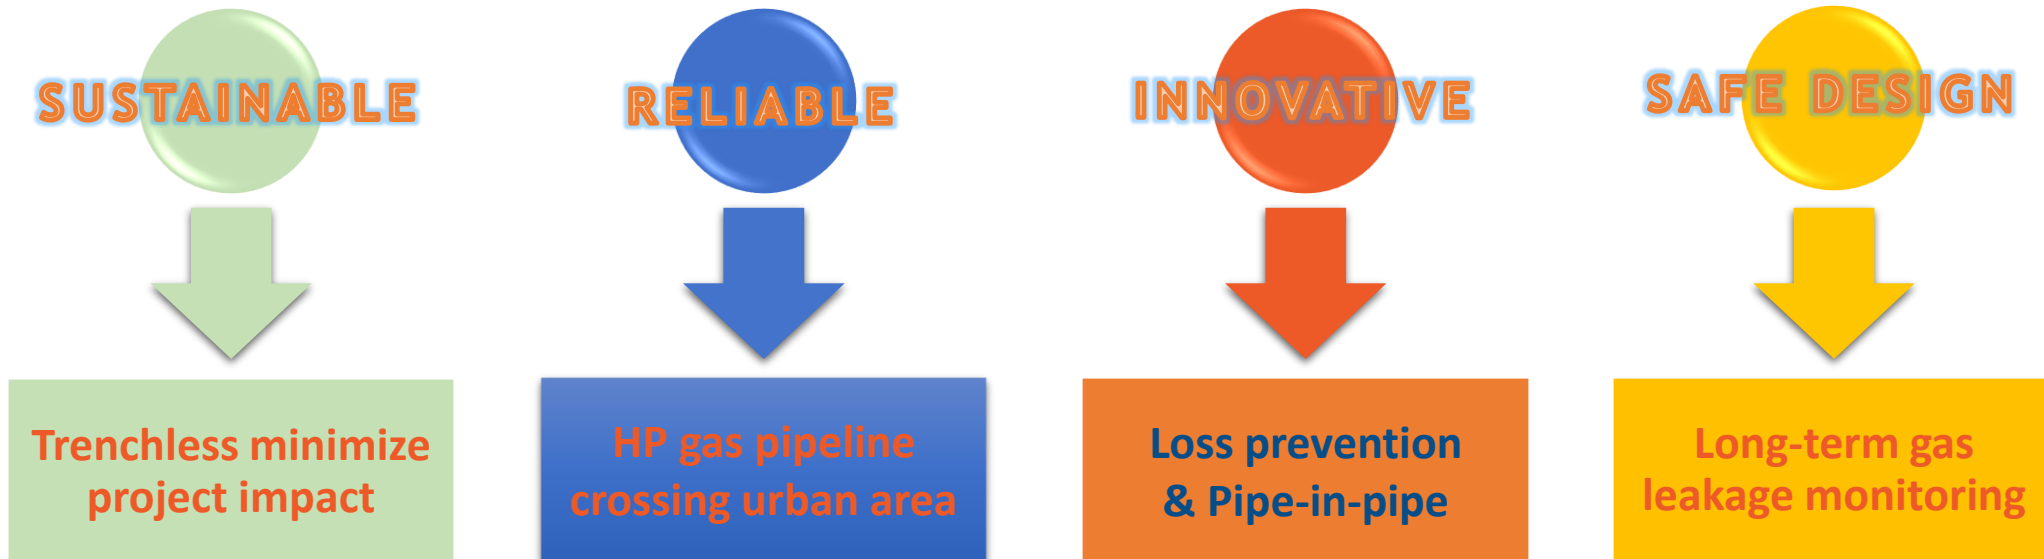 SUSTAINABLE
RELIABLE
INNOVATIVE
SAFE DESIGN
Trenchless minimize
project impact
HP gas pipeline
crossing urban area
Loss prevention
& Pipe-in-pipe
Long-term gas
leakage monitoring